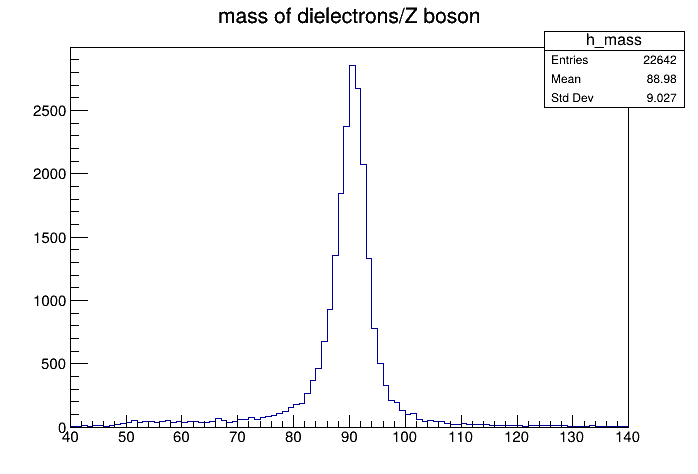 mass of dielectrons/Z boson
h_mass
Entries 22642
Mean 88.98
Std Dev 9.027
2500
2000
1500
1000
500
0
40 50 60 70 80 90 100 110 120 130 140